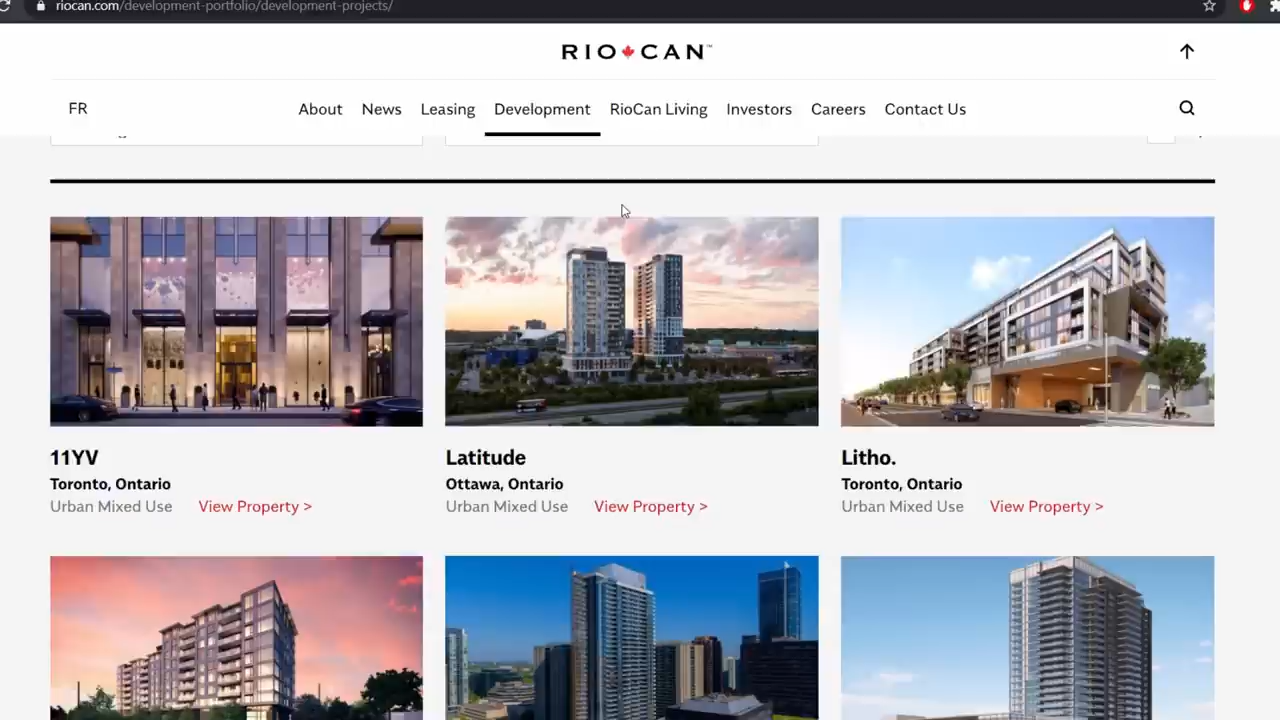 riocan.com/development-portfolio/development-projects/
RIO CAN™
FR About News Leasing Development RioCan Living Investors Careers Contact Us
11YV
Toronto, Ontario
Urban Mixed Use View Property >
Latitude
Ottawa, Ontario
Urban Mixed Use View Property >
Litho.
Toronto, Ontario
Urban Mixed Use View Property >